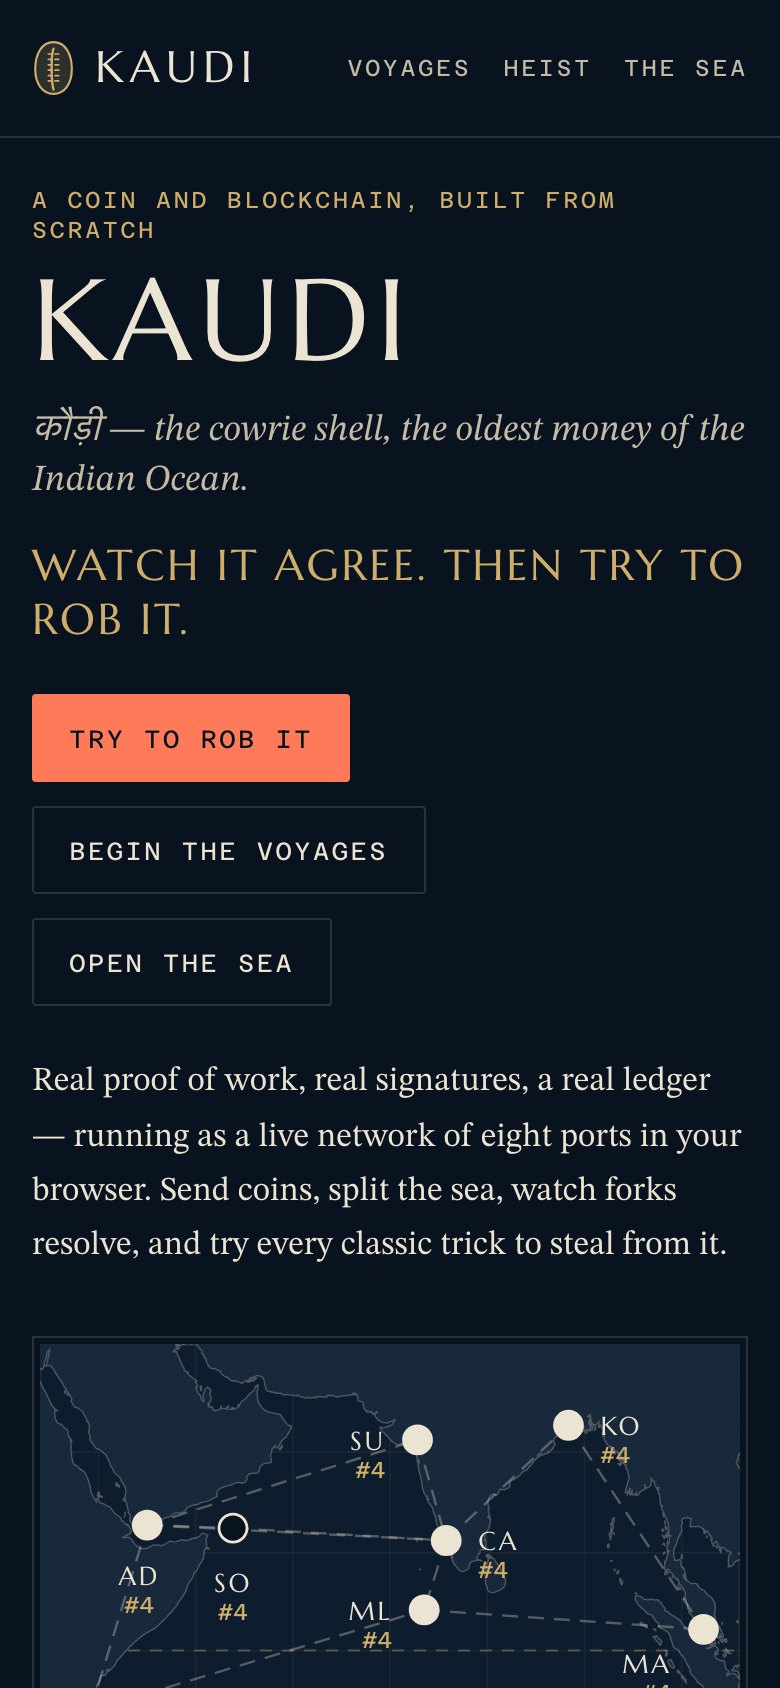 KAUDI
VOYAGES HEIST THE SEA
A COIN AND BLOCKCHAIN, BUILT FROM
SCRATCH
KAUDI
कौड़ी — the cowrie shell, the oldest money of the
Indian Ocean.
WATCH IT AGREE. THEN TRY TO
ROB IT.
TRY TO ROB IT
BEGIN THE VOYAGES
OPEN THE SEA
Real proof of work, real signatures, a real ledger
— running as a live network of eight ports in your
browser. Send coins, split the sea, watch forks
resolve, and try every classic trick to steal from it.
SU
#4
KO
#4
CA
#4
AD
#4
SO
#4
ML
#4
MA